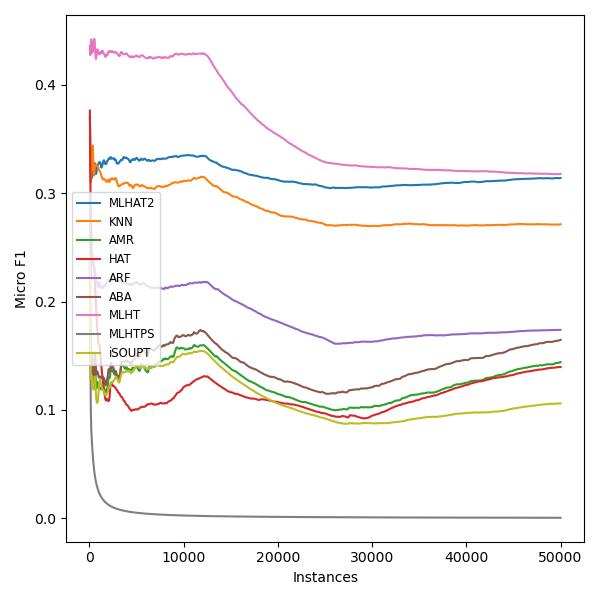 Micro F1
0.4
0.3
0.2
0.1
0.0
MLHAT2
KNN
AMR
HAT
ARF
ABA
MLHT
MLHTPS
iSOUPT
0 10000 20000 30000 40000 50000
Instances